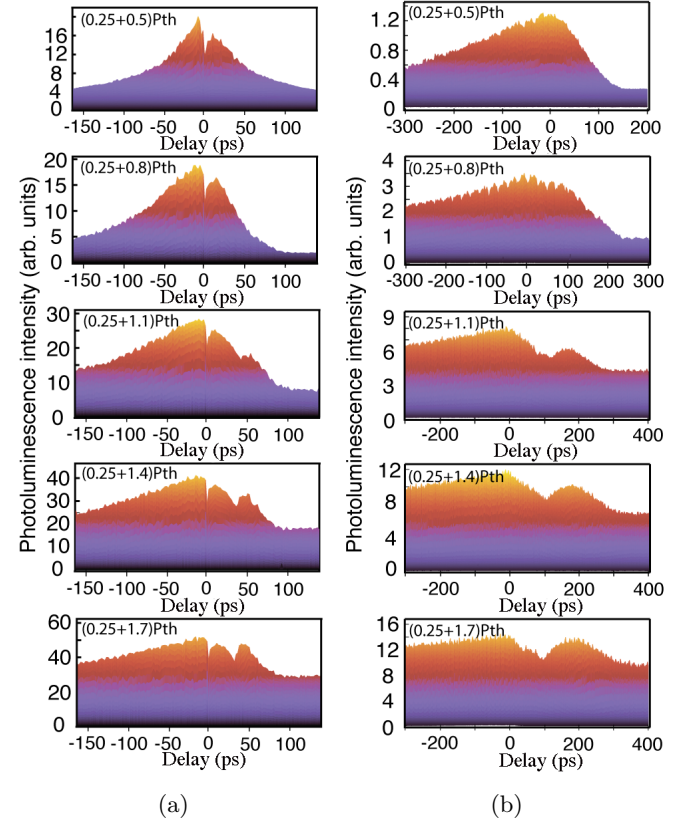 Photoluminescence intensity (arb. units)
(0.25+0.5)Pth
16
12
8
4
0
-150 -100 -50 0 50 100
Delay (ps)
(0.25+0.8)Pth
20
15
10
5
0
-150 -100 -50 0 50 100
Delay (ps)
(0.25+1.1)Pth
30
20
10
0
-150 -100 -50 0 50 100
Delay (ps)
(0.25+1.4)Pth
40
30
20
10
0
-150 -100 -50 0 50 100
Delay (ps)
(0.25+1.7)Pth
60
40
20
0
-150 -100 -50 0 50 100
Delay (ps)
(a)
Photoluminescence intensity (arb. units)
(0.25+0.5)Pth
1.2
0.8
0.4
0
-300 -200 -100 0 100 200
Delay (ps)
(0.25+0.8)Pth
4
3
2
1
0
-300 -200 -100 0 100 200 300
Delay (ps)
(0.25+1.1)Pth
9
6
3
0
-200 0 200 400
Delay (ps)
(0.25+1.4)Pth
12
8
4
0
-200 0 200 400
Delay (ps)
(0.25+1.7)Pth
16
12
8
4
0
-200 0 200 400
Delay (ps)
(b)